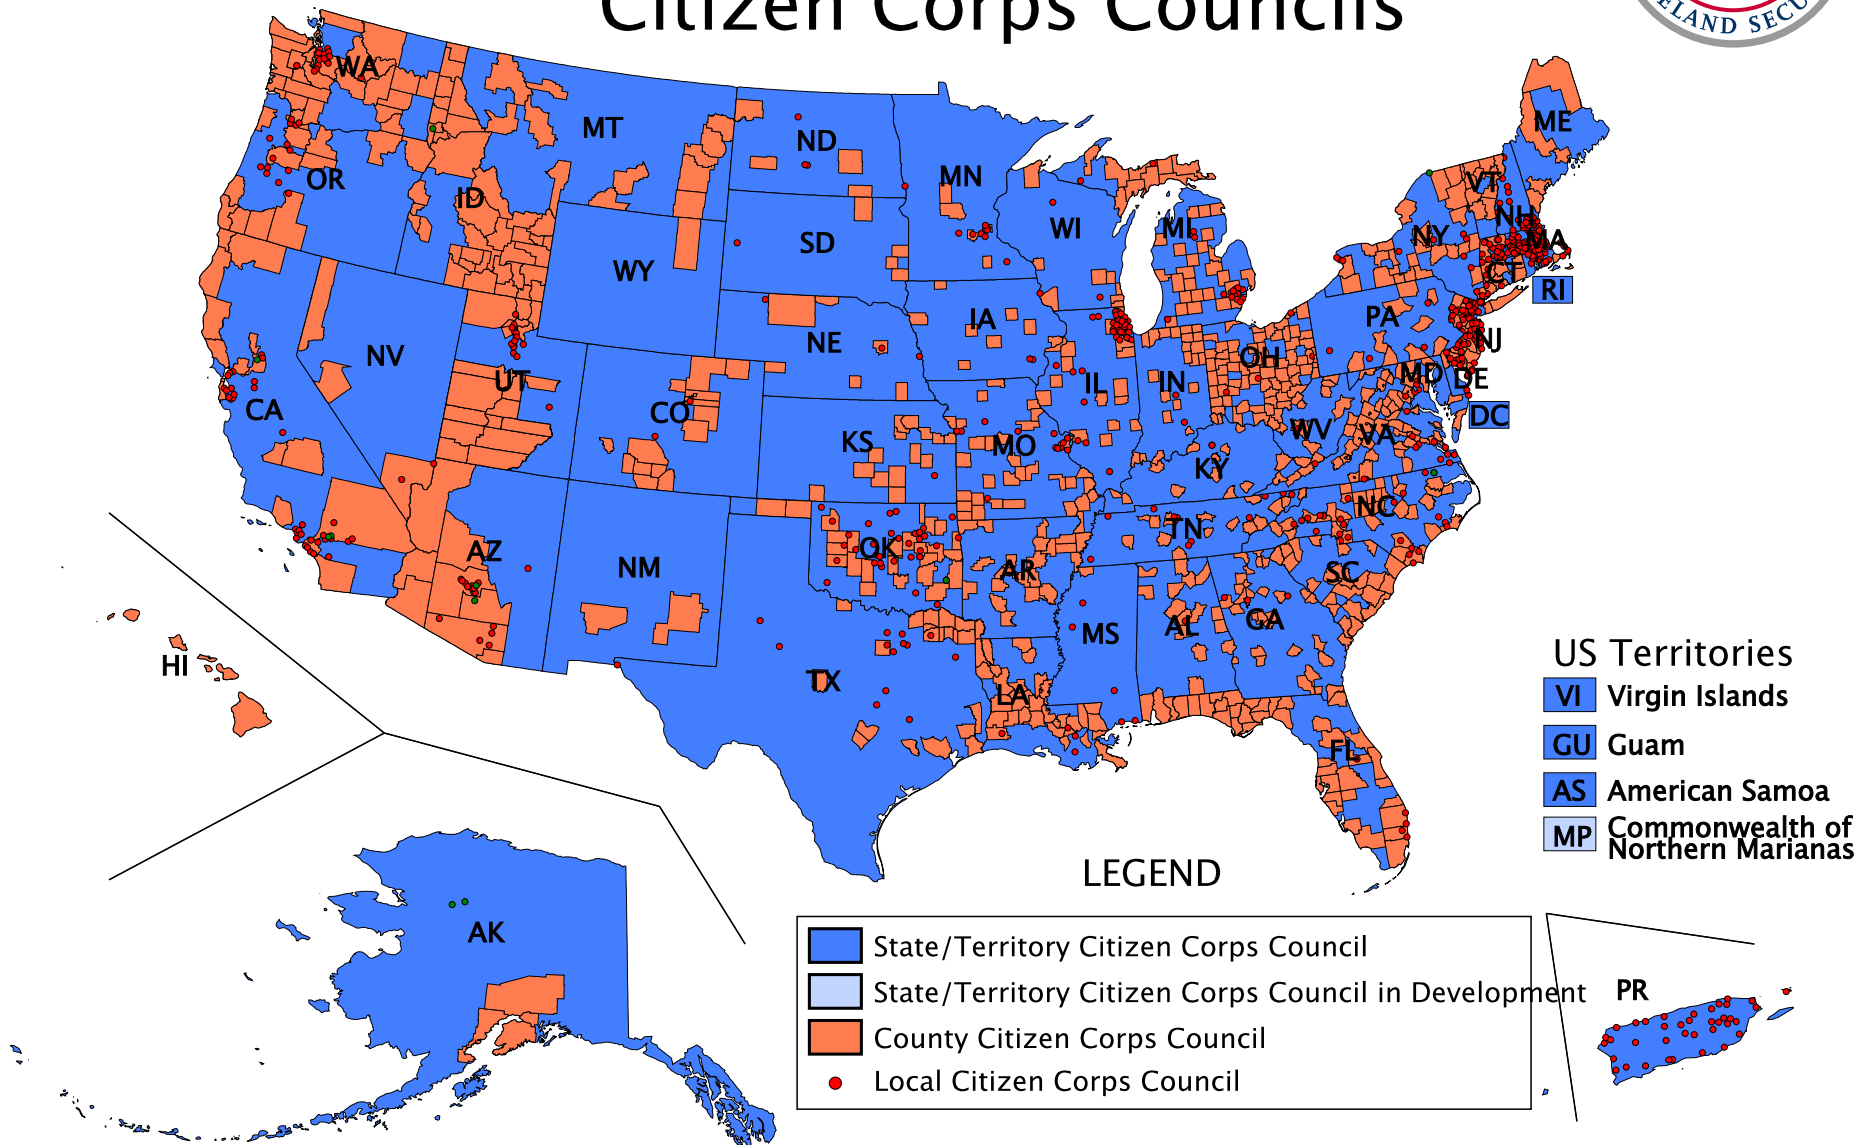 Citizen Corps Councils
ELAND SECU
WA
MT
ND
MN
ME
OR
ID
SD
WI
MI
VT
NH
NY
MA
CT
RI
WY
IA
PA
NJ
NV
NE
OH
UT
IL
IN
MD
DE
CA
CO
DC
KS
MO
WV
VA
KY
NC
AZ
NM
OK
TN
AR
SC
MS
AL
GA
HI
TX
LA
FL
AK
PR
US Territories
VI Virgin Islands
GU Guam
AS American Samoa
MP Commonwealth of
Northern Marianas
LEGEND
State/Territory Citizen Corps Council
State/Territory Citizen Corps Council in Development
County Citizen Corps Council
Local Citizen Corps Council